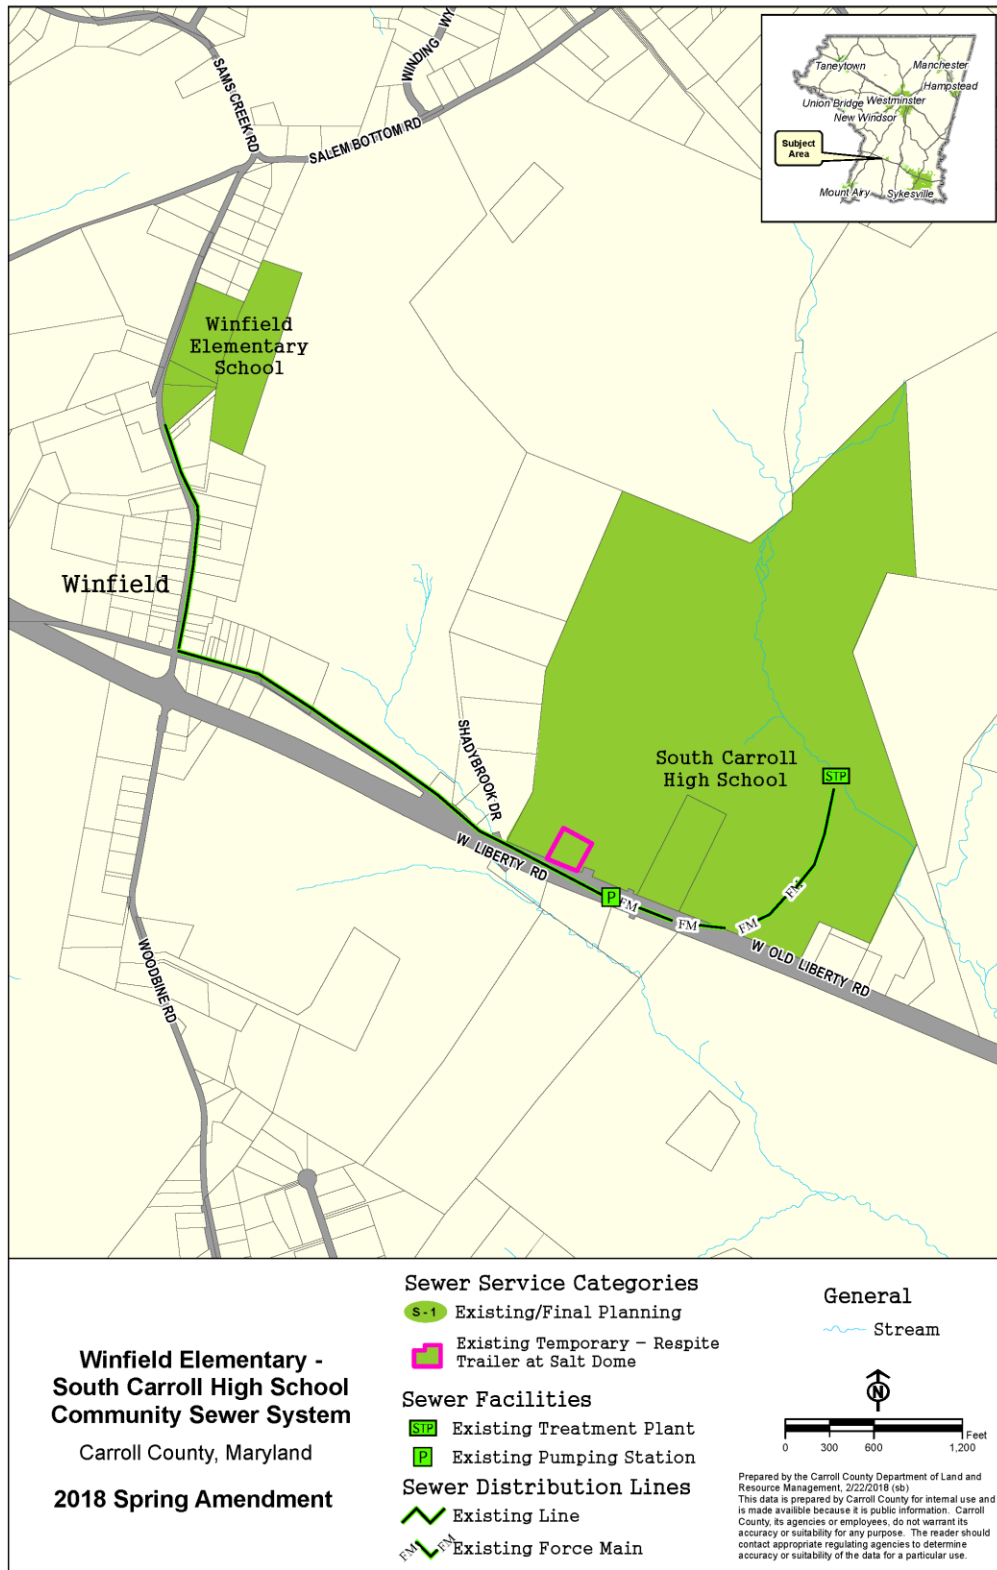 SAMS CREEK RD
WINDING WY
SALEM BOTTOM RD
Taneytown
Manchester
Hampstead
Union Bridge
Westminster
New Windsor
Subject
Area
Mount Airy
Sykesville
Winfield
Elementary
School
Winfield
SHADYBROOK DR
South Carroll
High School
STP
W LIBERTY RD
P
FM
FM
FM
FM
W OLD LIBERTY RD
WOODBINE RD
Winfield Elementary -
South Carroll High School
Community Sewer System
Carroll County, Maryland
2018 Spring Amendment
Sewer Service Categories
S-1 Existing/Final Planning
Existing Temporary – Respite
Trailer at Salt Dome
Sewer Facilities
STP Existing Treatment Plant
P Existing Pumping Station
Sewer Distribution Lines
Existing Line
FM FM Existing Force Main
General
Stream
N
Feet
0 300 600 1,200
Prepared by the Carroll County Department of Land and
Resource Management, 2/22/2018 (sb)
This data is prepared by Carroll County for internal use and
is made availible because it is public information. Carroll
County, its agencies or employees, do not warrant its
accuracy or suitability for any purpose. The reader should
contact appropriate regulating agencies to determine
accuracy or suitability of the data for a particular use.